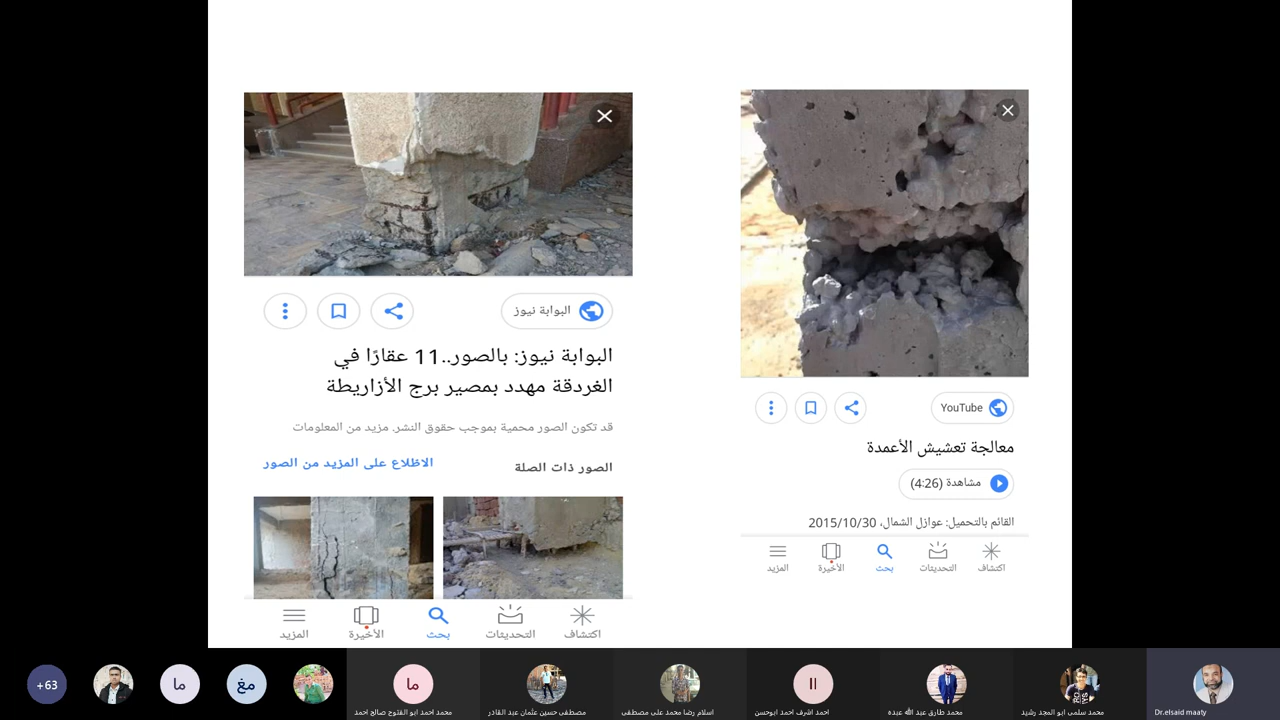 البوابة نيوز
البوابة نيوز: بالصور..11 عقارًا في
الغردقة مهدد بمصير برج الأزاريطة
قد تكون الصور محمية بموجب حقوق النشر. مزيد من المعلومات
الصور ذات الصلة
الاطلاع على المزيد من الصور
اكتشاف
التحديثات
بحث
الأخيرة
المزيد
YouTube
معالجة تعشيش الأعمدة
مشاهدة (4:26)
القائم بالتحميل: عوازل الشمال، 2015/10/30
اكتشاف
التحديثات
بحث
الأخيرة
المزيد
+63
ما
مغ
ما
محمد احمد ابو الفتوح صالح احمد
مصطفى حسين عثمان عبد القادر
اسلام رضا محمد على مصطفى
اا
احمد اشرف احمد ابوحسن
محمد طارق عبد الله عبده
محمد سلمى ابو المجد رشيد
Dr.elsaid maaty